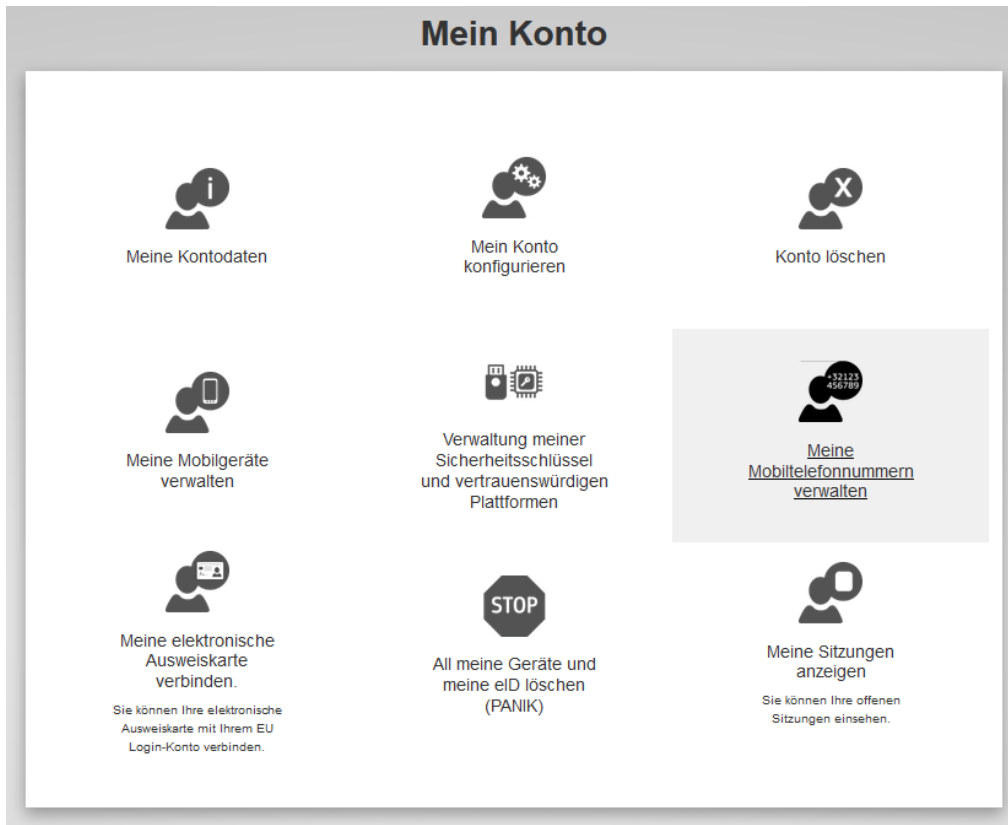 Mein Konto
i
Meine Kontodaten
Mein Konto
konfigurieren
X
Konto löschen
Meine Mobilgeräte
verwalten
Verwaltung meiner
Sicherheitsschlüssel
und vertrauenswürdigen
Plattformen
+32123
456789
Meine
Mobiltelefonnummern
verwalten
Meine elektronische
Ausweiskarte
verbinden.
Sie können Ihre elektronische
Ausweiskarte mit Ihrem EU
Login-Konto verbinden.
STOP
All meine Geräte und
meine eID löschen
(PANIK)
Meine Sitzungen
anzeigen
Sie können Ihre offenen
Sitzungen einsehen.